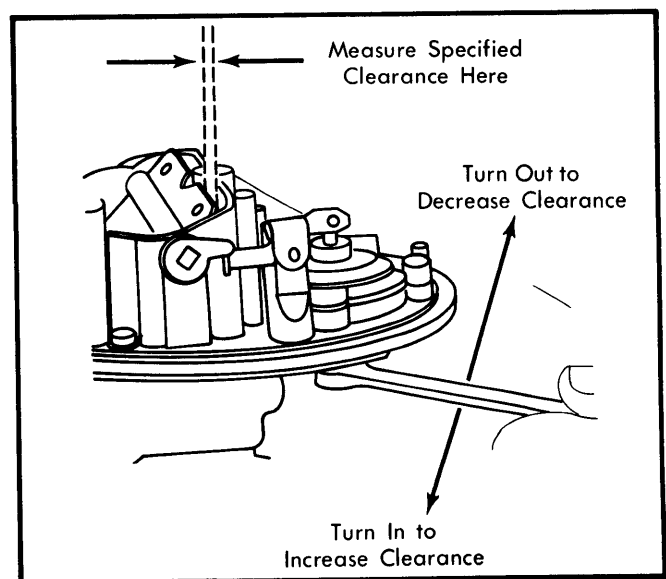 Measure Specified
Clearance Here
Turn Out to
Decrease Clearance
Turn In to
Increase Clearance